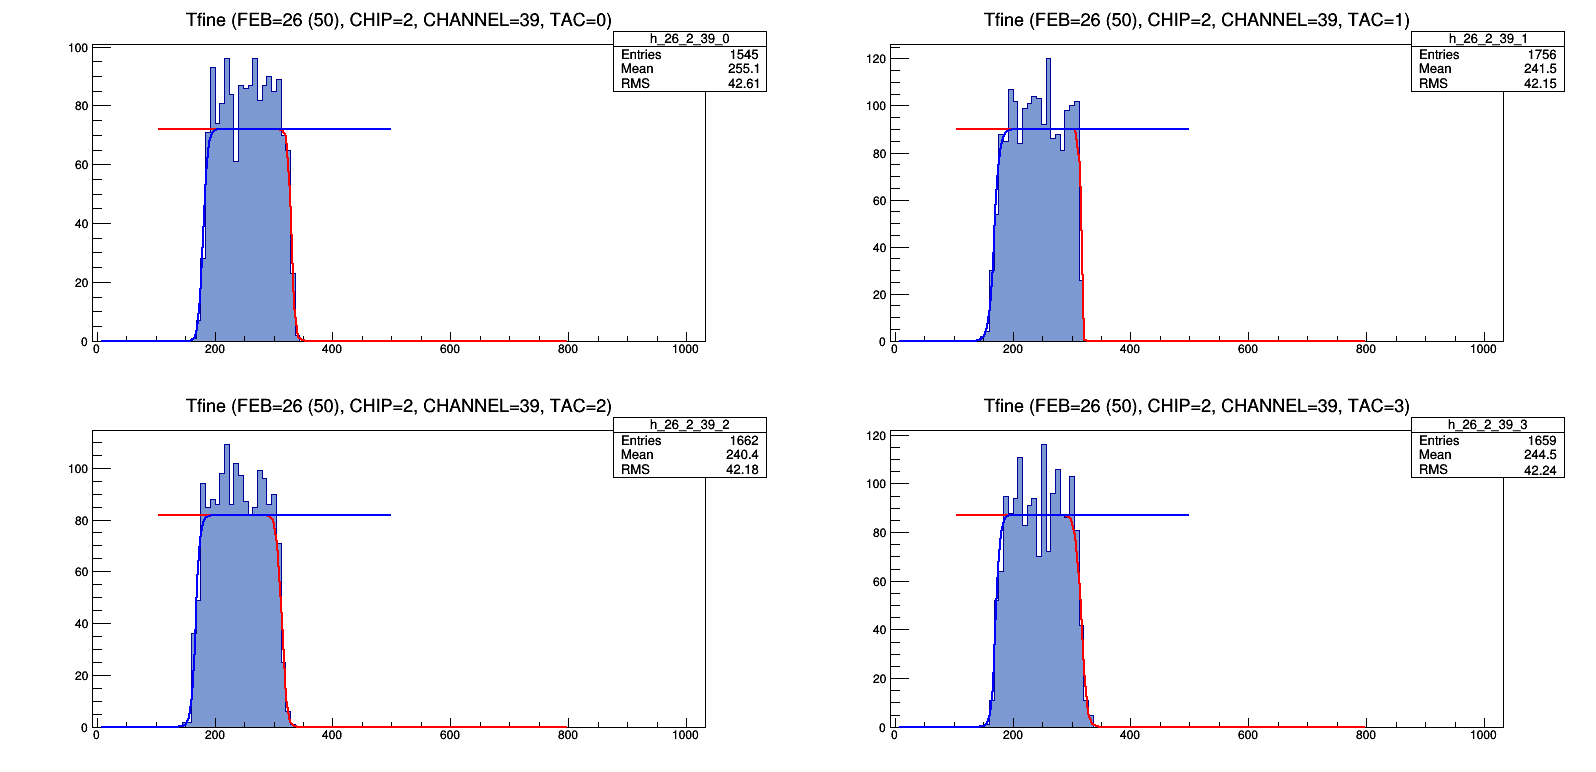 Tfine (FEB=26 (50), CHIP=2, CHANNEL=39, TAC=0)
h_26_2_39_0
Entries 1545
Mean 255.1
RMS 42.61
100
80
60
40
20
0
0 200 400 600 800 1000
Tfine (FEB=26 (50), CHIP=2, CHANNEL=39, TAC=1)
h_26_2_39_1
Entries 1756
Mean 241.5
RMS 42.15
120
100
80
60
40
20
0
0 200 400 600 800 1000
Tfine (FEB=26 (50), CHIP=2, CHANNEL=39, TAC=2)
h_26_2_39_2
Entries 1662
Mean 240.4
RMS 42.18
100
80
60
40
20
0
0 200 400 600 800 1000
Tfine (FEB=26 (50), CHIP=2, CHANNEL=39, TAC=3)
h_26_2_39_3
Entries 1659
Mean 244.5
RMS 42.24
120
100
80
60
40
20
0
0 200 400 600 800 1000